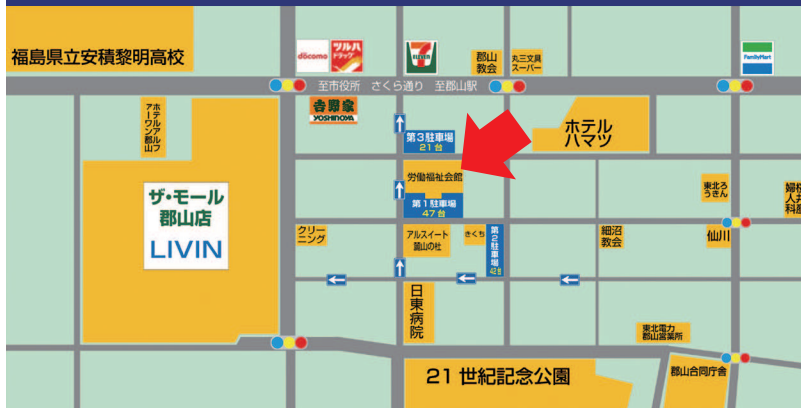 福島県立安積黎明高校
döcomo
ツルハ
ドラッグ
ELEVEN
郡山
教会
丸三文具
スーパー
FamilyMart
至市役所 さくら通り 至郡山駅
ホテルアルファ
アーワン郡山
吉野家
YOSHINOYA
第3駐車場
21台
ホテル
ハマツ
労働福祉会館
第1駐車場
47台
ザ・モール
郡山店
LIVIN
東北ろ
うきん
クリー
ニング
アルスイート
麓山の杜
きくち
第2駐車場
42台
細沼
教会
仙川
日東病院
東北電力
郡山営業所
21世紀記念公園
郡山合同庁舎